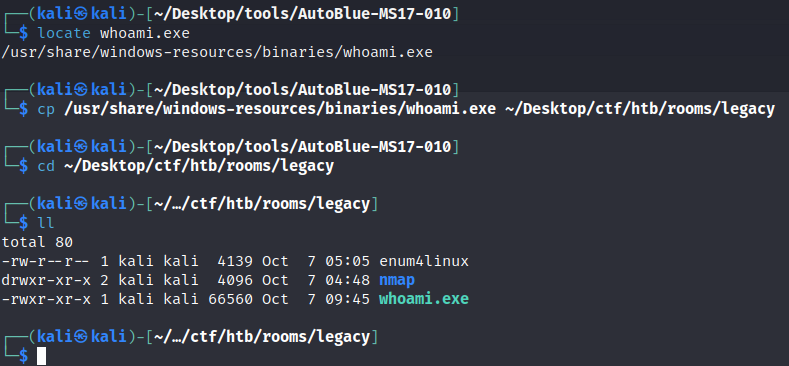 ┌──(kali㉿kali)-[~/Desktop/tools/AutoBlue-MS17-010]
└─$ locate whoami.exe
/usr/share/windows-resources/binaries/whoami.exe
┌──(kali㉿kali)-[~/Desktop/tools/AutoBlue-MS17-010]
└─$ cp /usr/share/windows-resources/binaries/whoami.exe ~/Desktop/ctf/htb/rooms/legacy
┌──(kali㉿kali)-[~/Desktop/tools/AutoBlue-MS17-010]
└─$ cd ~/Desktop/ctf/htb/rooms/legacy
┌──(kali㉿kali)-[~/…/ctf/htb/rooms/legacy]
└─$ ll
total 80
-rw-r--r-- 1 kali kali  4139 Oct  7 05:05 enum4linux
drwxr-xr-x 2 kali kali  4096 Oct  7 04:48 nmap
-rwxr-xr-x 1 kali kali 66560 Oct  7 09:45 whoami.exe
┌──(kali㉿kali)-[~/…/ctf/htb/rooms/legacy]
└─$